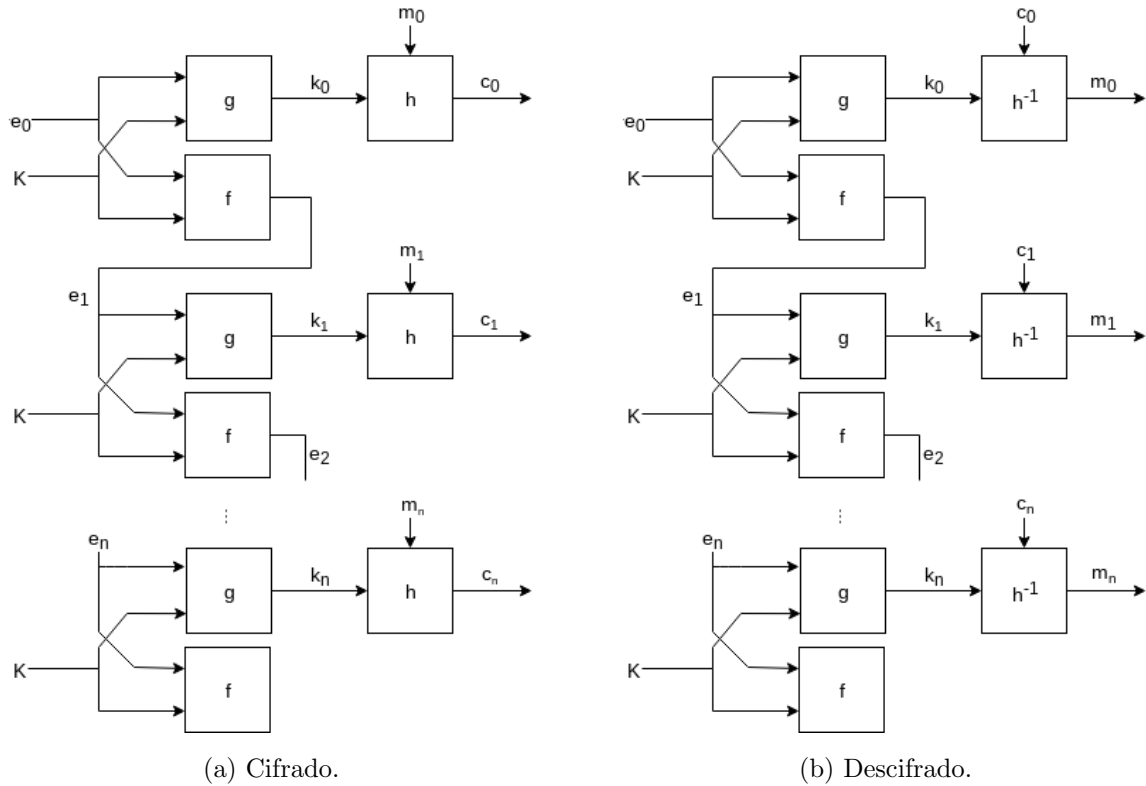 m₀
c₀
g
k₀
h
c₀
g
k₀
h⁻¹
m₀
e₀
e₀
K
f
K
f
m₁
c₁
e₁
g
k₁
h
c₁
e₁
g
k₁
h⁻¹
m₁
K
f
e₂
K
f
e₂
⋮
⋮
mₙ
cₙ
eₙ
g
kₙ
h
cₙ
eₙ
g
kₙ
h⁻¹
mₙ
K
f
K
f
(a) Cifrado.
(b) Descifrado.